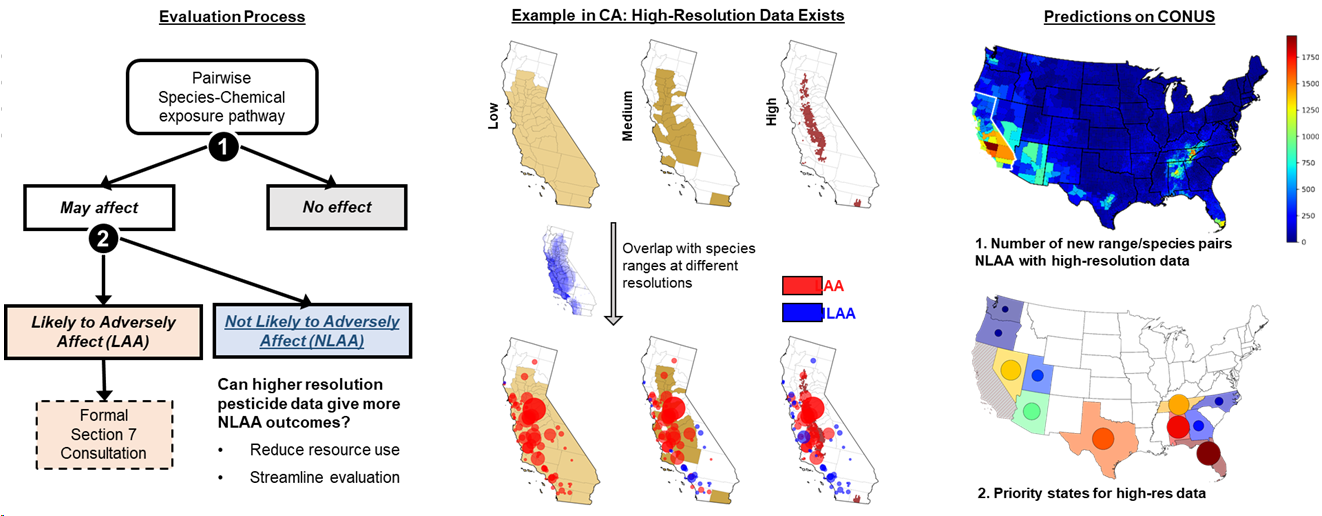 Evaluation Process
Pairwise
Species-Chemical
exposure pathway
1
May affect
No effect
2
Likely to Adversely
Affect (LAA)
Not Likely to Adversely
Affect (NLAA)
Formal
Section 7
Consultation
Can higher resolution
pesticide data give more
NLAA outcomes?
• Reduce resource use
• Streamline evaluation
Example in CA: High-Resolution Data Exists
Low
Medium
High
Overlap with species
ranges at different
resolutions
LAA
NLAA
Predictions on CONUS
1750
1500
1250
1000
750
500
250
0
1. Number of new range/species pairs
NLAA with high-resolution data
2. Priority states for high-res data